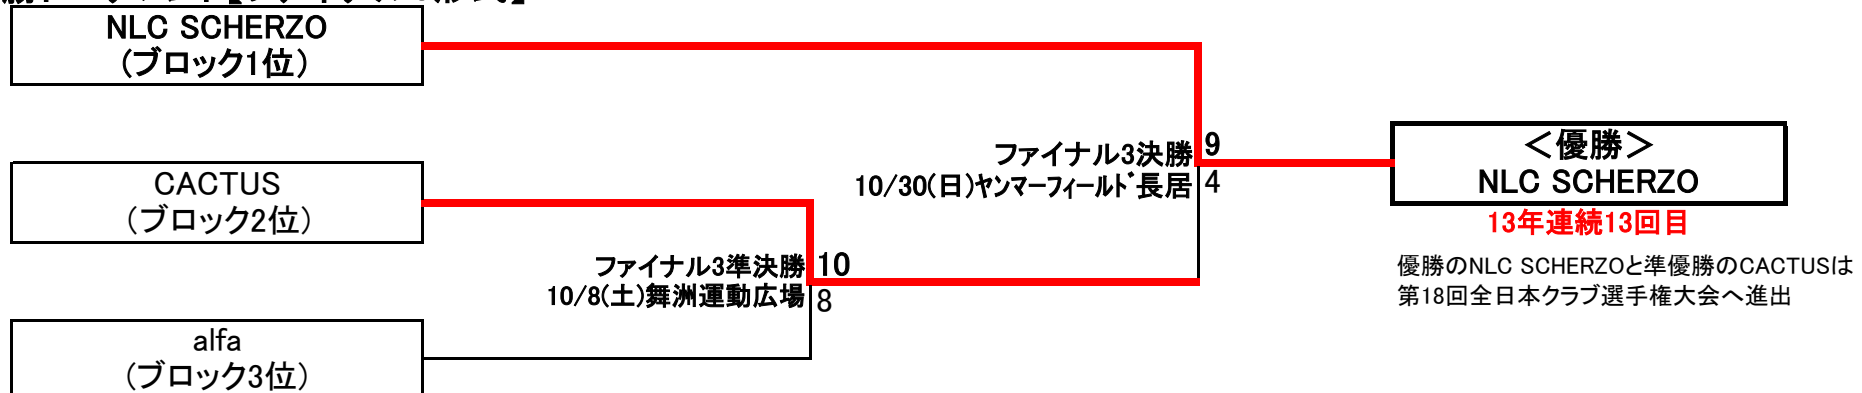 NLC SCHERZO
(ブロック1位)
ファイナル3決勝
9
10/30(日)ヤンマーフィールド長居
4
<優勝>
NLC SCHERZO
13年連続13回目
CACTUS
(ブロック2位)
優勝のNLC SCHERZOと準優勝のCACTUSは
第18回全日本クラブ選手権大会へ進出
ファイナル3準決勝
10
10/8(土)舞洲運動広場
8
alfa
(ブロック3位)